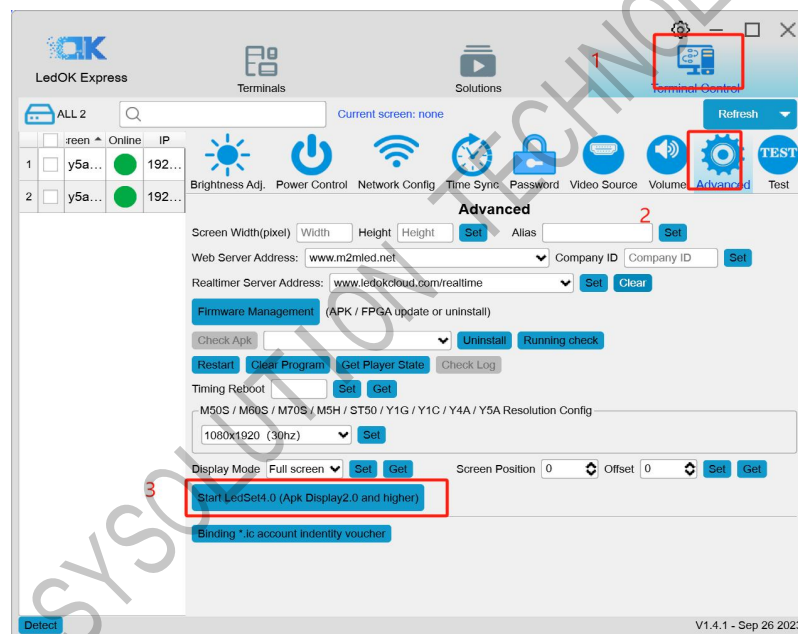 LedOK Express
Terminals
Solutions
1
Terminal Control
ALL 2
Current screen: none
Refresh
Online IP
1 y5a... 192...
2 y5a... 192...
Brightness Adj. Power Control Network Config Time Sync Password Video Source Volume Advanced Test
TEST
Advanced
2
Screen Width(pixel) Width Height Height Set Alias Set
Web Server Address: www.m2mled.net Company ID Company ID Set
Realtimer Server Address: www.ledokcloud.com/realtime Set Clear
Firmware Management (APK / FPGA update or uninstall)
Check Apk Uninstall Running check
Restart Clear Program Get Player State Check Log
Timing Reboot Set Get
M50S / M60S / M70S / M5H / ST50 / Y1G / Y1C / Y4A / Y5A Resolution Config
1080x1920 (30hz) Set
Display Mode Full screen Set Get Screen Position 0 Offset 0 Set Get
3
Start LedSet4.0 (Apk Display2.0 and higher)
Binding *.ic account indentity voucher
Detect
V1.4.1 - Sep 26 2023
SYSOLUTION TECHNOL